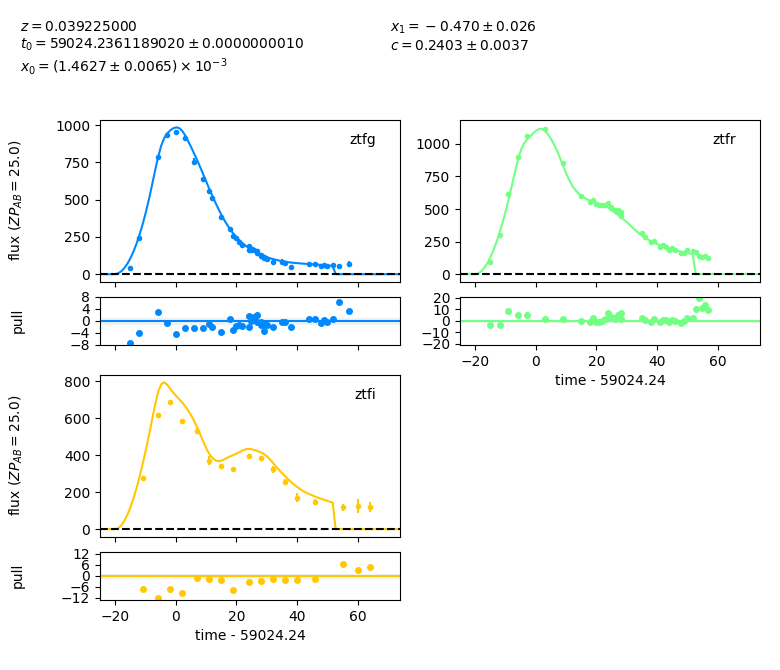 z = 0.039225000
t₀ = 59024.2361189020 ± 0.0000000010
x₀ = (1.4627 ± 0.0065) × 10⁻³
x₁ = −0.470 ± 0.026
c = 0.2403 ± 0.0037
flux (ZP_AB = 25.0)
1000
750
500
250
0
ztfg
1000
750
500
250
0
ztfr
pull
8
4
0
−4
−8
20
10
0
−10
−20
−20 0 20 40 60
time - 59024.24
flux (ZP_AB = 25.0)
800
600
400
200
0
ztfi
pull
12
6
0
−6
−12
−20 0 20 40 60
time - 59024.24